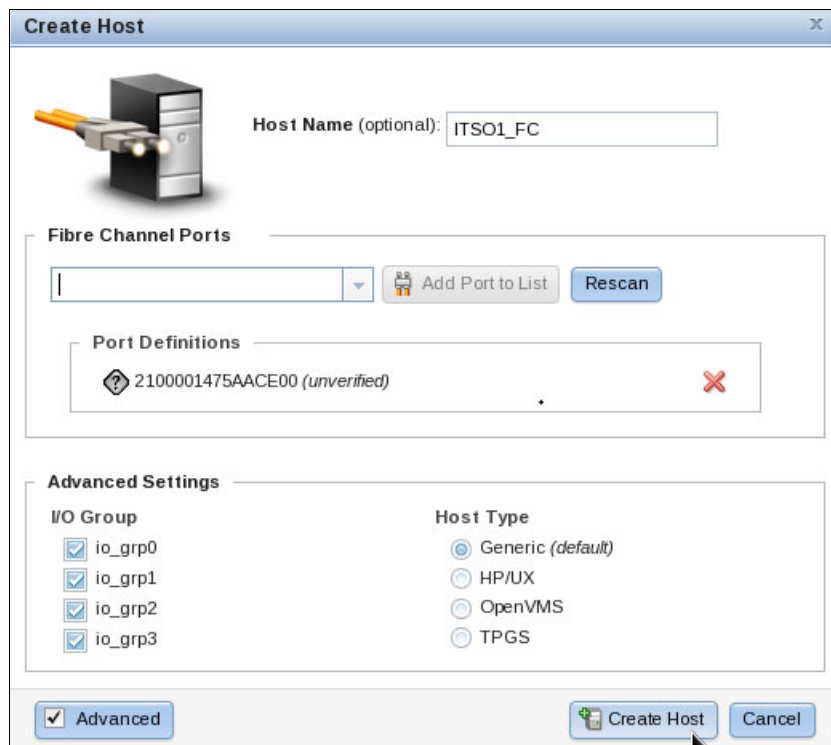 Create Host
x
Host Name (optional): ITSO1_FC
Fibre Channel Ports
Add Port to List Rescan
Port Definitions
2100001475AACE00 (unverified)
Advanced Settings
I/O Group Host Type
io_grp0 Generic (default)
io_grp1 HP/UX
io_grp2 OpenVMS
io_grp3 TPGS
Advanced Create Host Cancel